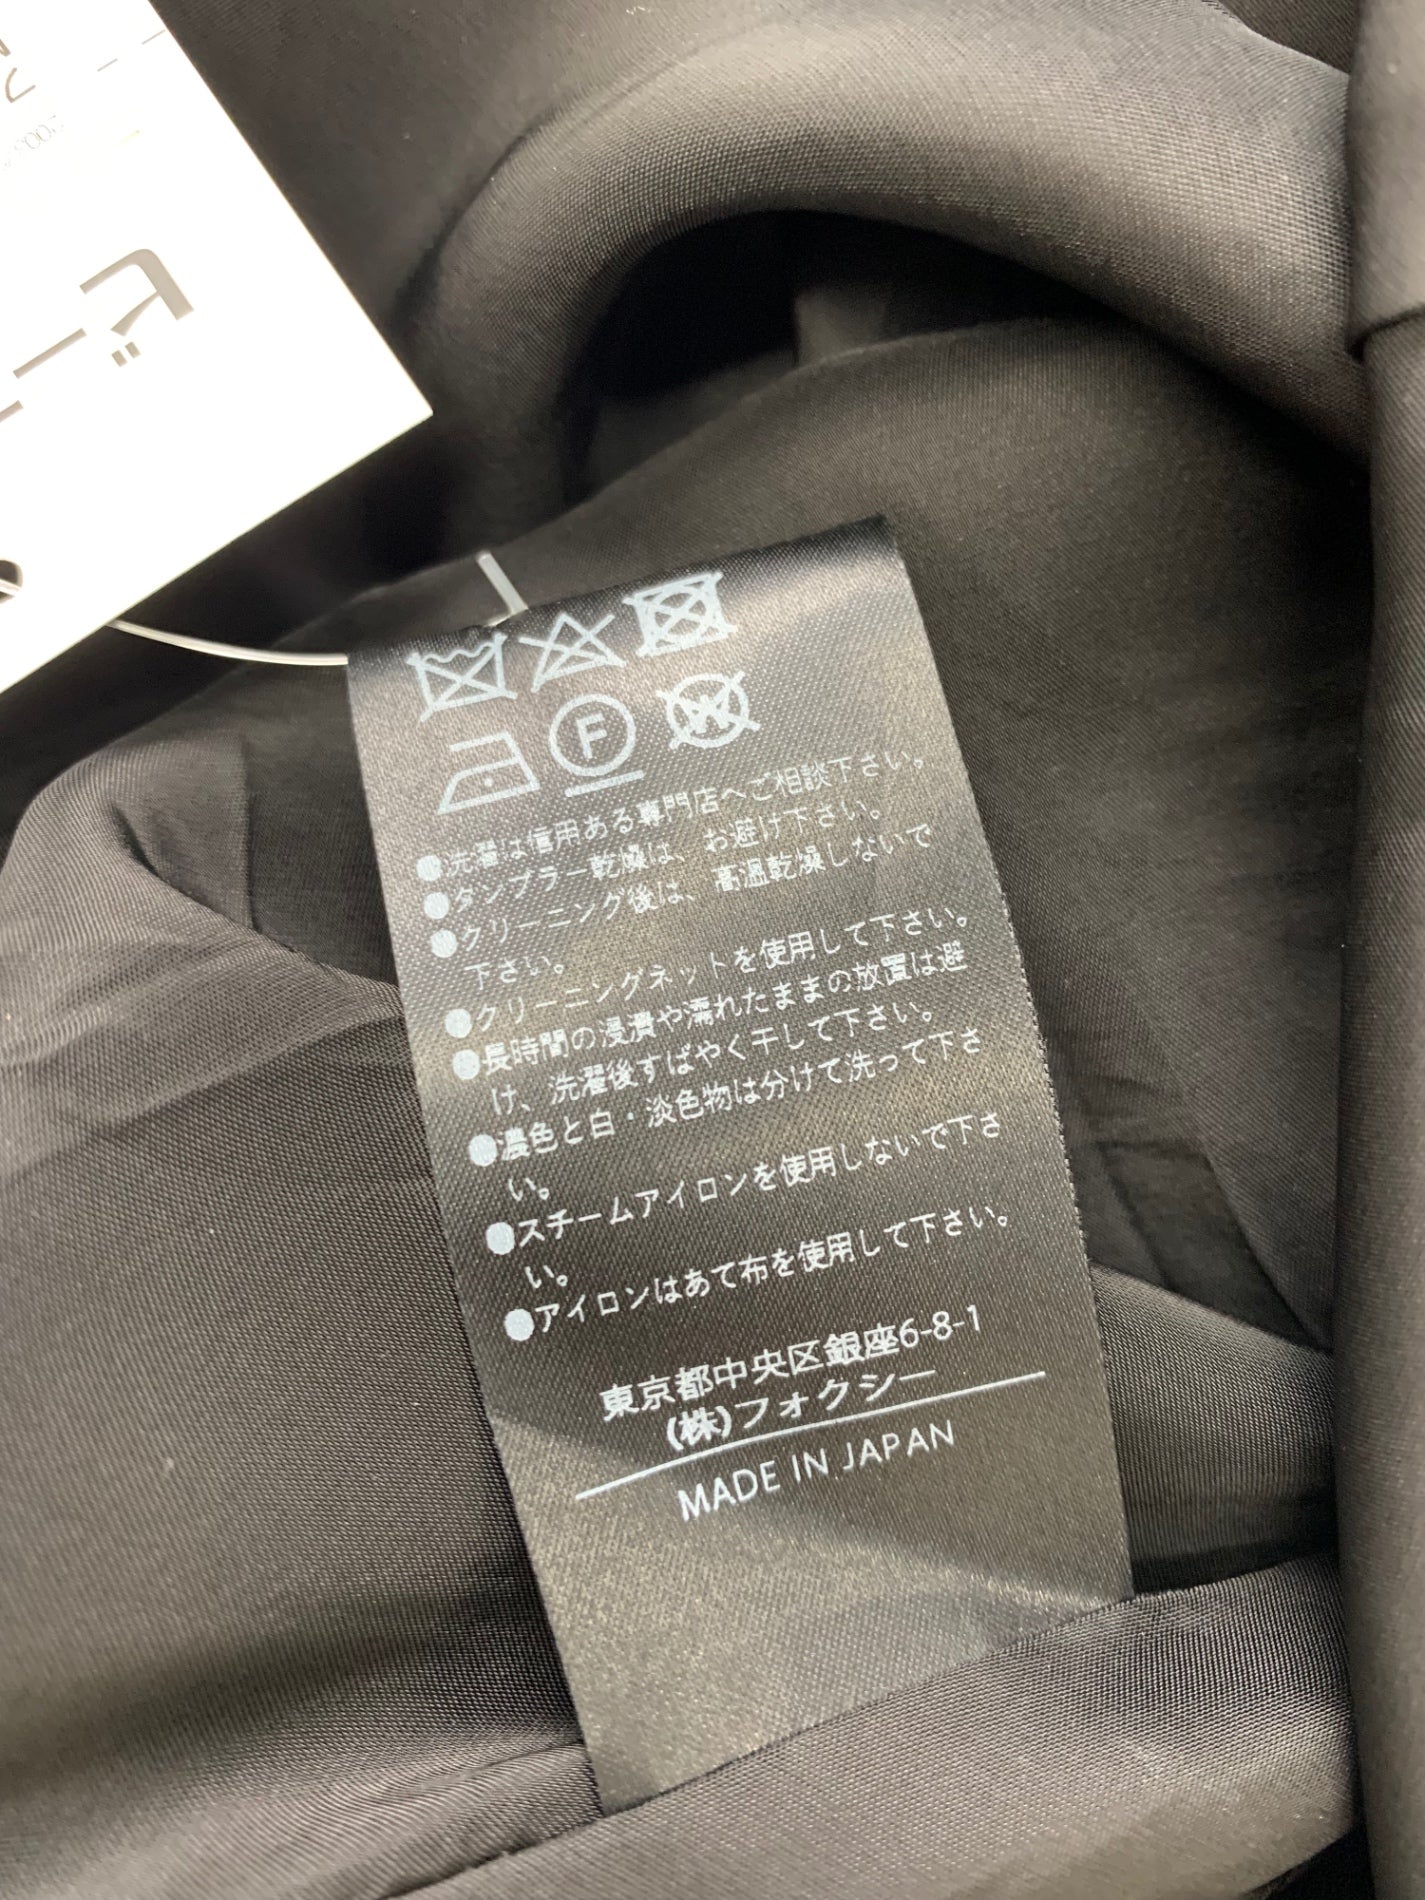 ビー
F
W
●洗濯は信用ある専門店へご相談下さい。
●タンブラー乾燥は、お避け下さい。
●クリーニング後は、高温乾燥しないで
下さい。
●クリーニングネットを使用して下さい。
●長時間の浸漬や濡れたままの放置は避
け、洗濯後すばやく干して下さい。
●濃色と白・淡色物は分けて洗って下さ
い。
●スチームアイロンを使用しないで下さ
い。
●アイロンはあて布を使用して下さい。
東京都中央区銀座6-8-1
(株)フォクシー
MADE IN JAPAN